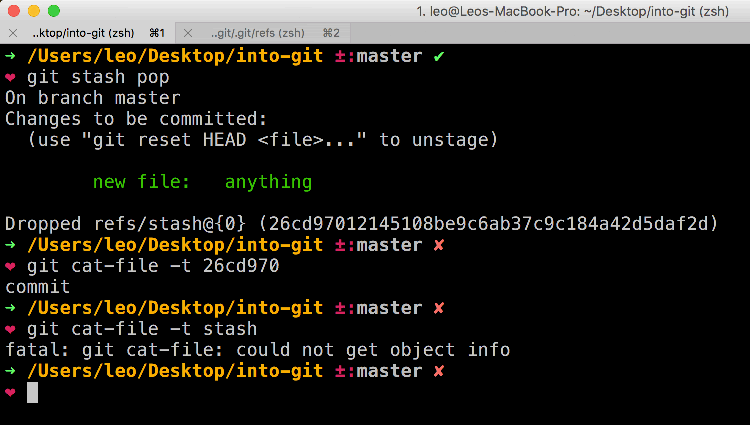 1. leo@Leos-MacBook-Pro: ~/Desktop/into-git (zsh)
..ktop/into-git (zsh) ⌘1 ..git/.git/refs (zsh) ⌘2
➜ /Users/leo/Desktop/into-git ±:master ✔
❤ git stash pop
On branch master
Changes to be committed:
(use "git reset HEAD <file>..." to unstage)
new file: anything
Dropped refs/stash@{0} (26cd97012145108be9c6ab37c9c184a42d5daf2d)
➜ /Users/leo/Desktop/into-git ±:master ✘
❤ git cat-file -t 26cd970
commit
➜ /Users/leo/Desktop/into-git ±:master ✘
❤ git cat-file -t stash
fatal: git cat-file: could not get object info
➜ /Users/leo/Desktop/into-git ±:master ✘
❤